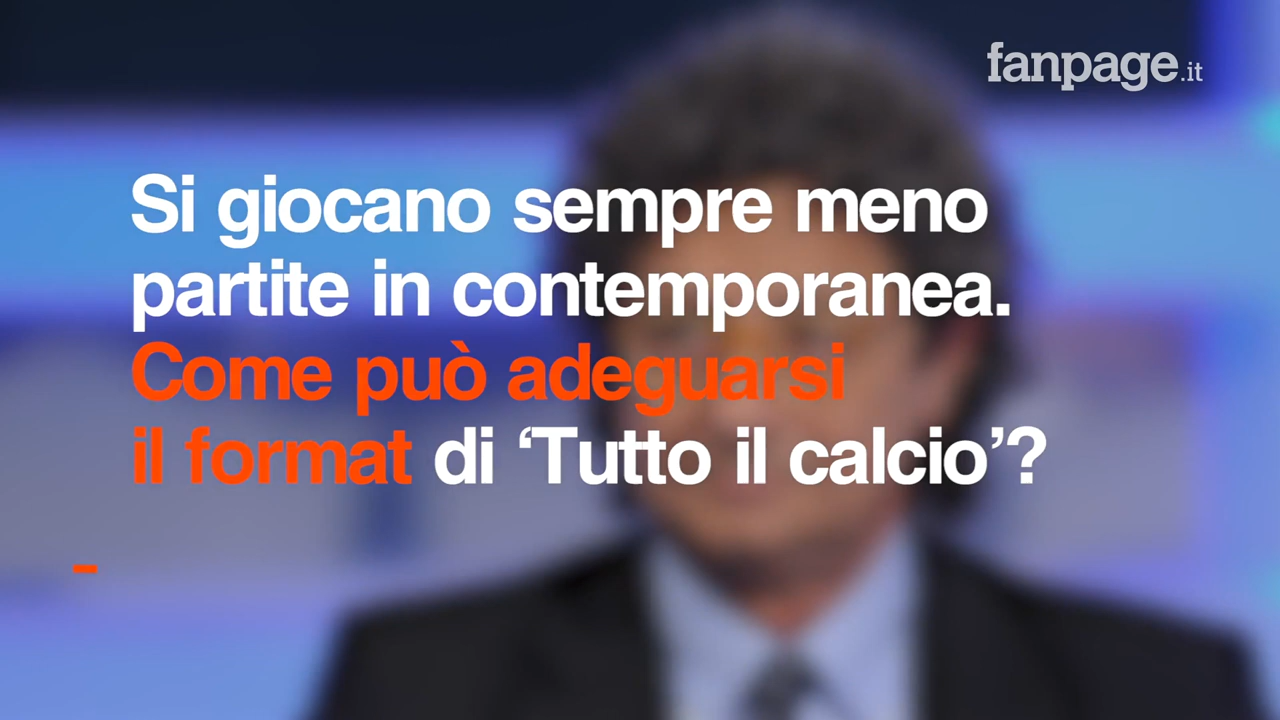 fanpage.it
Si giocano sempre meno
partite in contemporanea.
Come può adeguarsi
il format di ‘Tutto il calcio’?